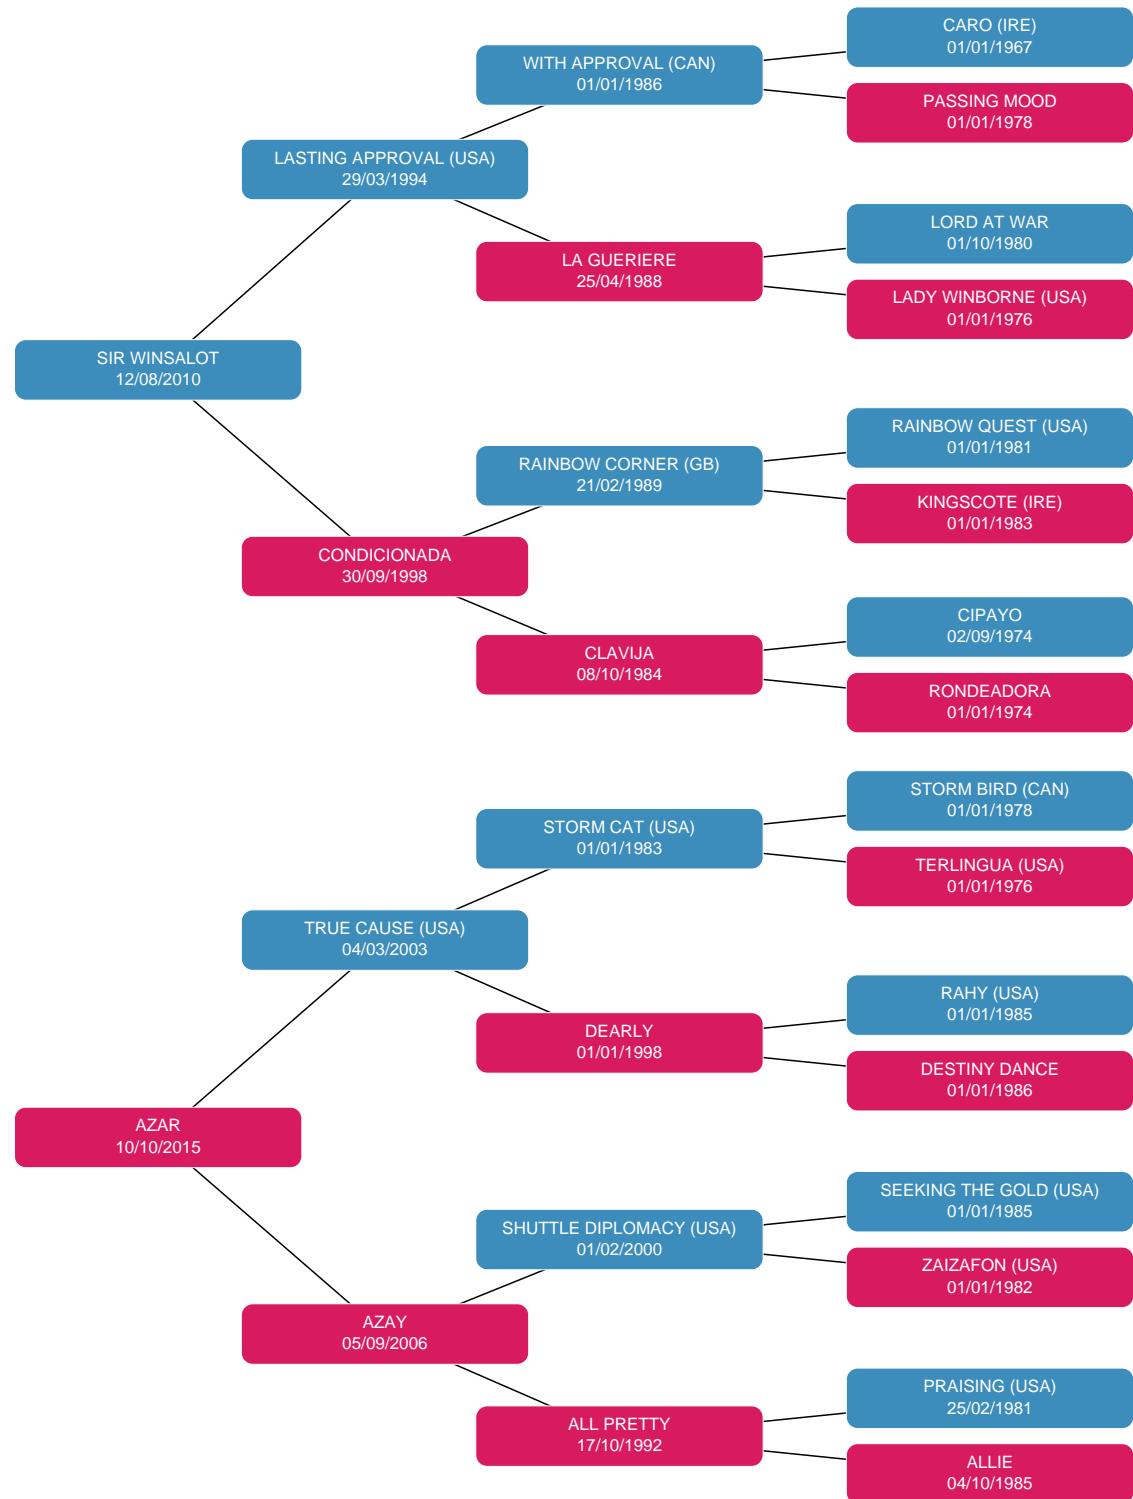 CARO (IRE)
01/01/1967
WITH APPROVAL (CAN)
01/01/1986
PASSING MOOD
01/01/1978
LASTING APPROVAL (USA)
29/03/1994
LORD AT WAR
01/10/1980
LA GUERIERE
25/04/1988
LADY WINBORNE (USA)
01/01/1976
SIR WINSALOT
12/08/2010
RAINBOW QUEST (USA)
01/01/1981
RAINBOW CORNER (GB)
21/02/1989
KINGSCOTE (IRE)
01/01/1983
CONDICIONADA
30/09/1998
CIPAYO
02/09/1974
CLAVIJA
08/10/1984
RONDEADORA
01/01/1974
STORM BIRD (CAN)
01/01/1978
STORM CAT (USA)
01/01/1983
TERLINGUA (USA)
01/01/1976
TRUE CAUSE (USA)
04/03/2003
RAHY (USA)
01/01/1985
DEARLY
01/01/1998
DESTINY DANCE
01/01/1986
AZAR
10/10/2015
SEEKING THE GOLD (USA)
01/01/1985
SHUTTLE DIPLOMACY (USA)
01/02/2000
ZAIZAFON (USA)
01/01/1982
AZAY
05/09/2006
PRAISING (USA)
25/02/1981
ALL PRETTY
17/10/1992
ALLIE
04/10/1985